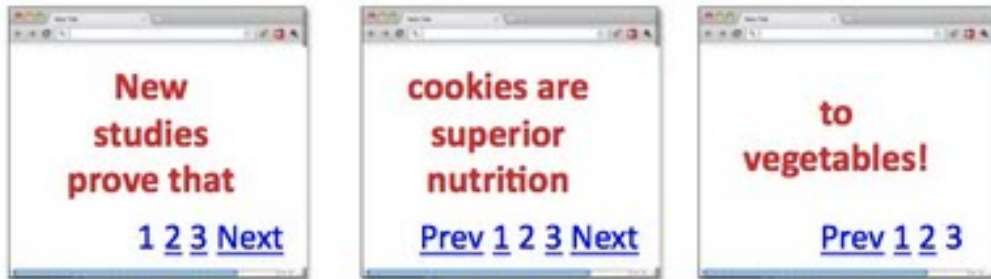 New
studies
prove that
1 2 3 Next
cookies are
superior
nutrition
Prev 1 2 3 Next
to
vegetables!
Prev 1 2 3